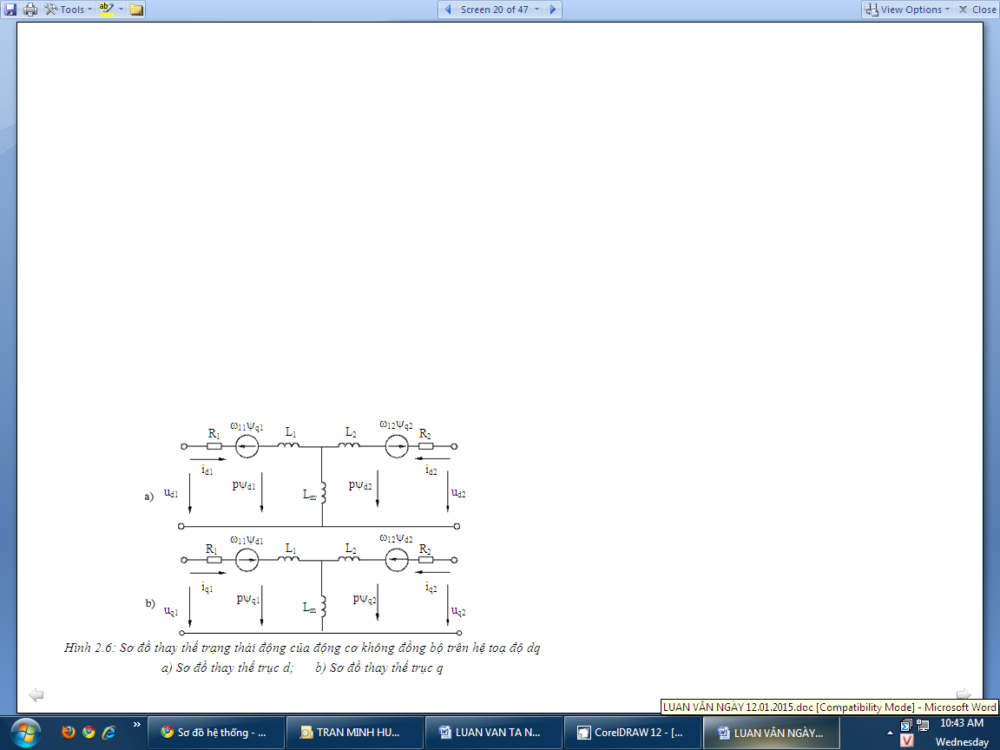 Tools
ab
Screen 20 of 47
View Options
Close
ω11ψq1
ω12ψq2
R1
L1
L2
R2
id1
id2
pψd1
pψd2
a)
ud1
Lm
ud2
ω11ψd1
ω12ψd2
R1
L1
L2
R2
iq1
iq2
pψq1
pψq2
b)
uq1
Lm
uq2
Hình 2.6: Sơ đồ thay thế trạng thái động của động cơ không đồng bộ trên hệ toạ độ dq
a) Sơ đồ thay thế trục d; b) Sơ đồ thay thế trục q
LUAN VĂN NGÀY 12.01.2015.doc [Compatibility Mode] - Microsoft Word
»
Sơ đồ hệ thống - ...
TRAN MINH HU...
LUAN VAN TA N...
CorelDRAW 12 - [...
LUAN VĂN NGÀY...
V
10:43 AM
Wednesday